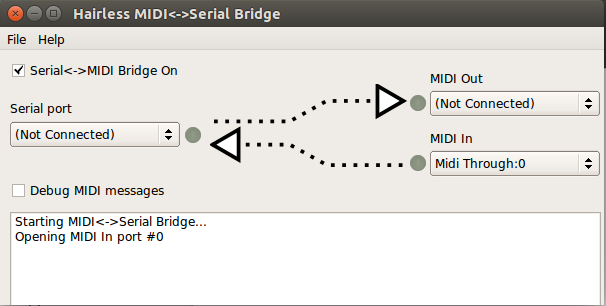 Hairless MIDI<->Serial Bridge
File Help
Serial<->MIDI Bridge On
MIDI Out
(Not Connected)
Serial port
(Not Connected)
MIDI In
Midi Through:0
Debug MIDI messages
Starting MIDI<->Serial Bridge...
Opening MIDI In port #0